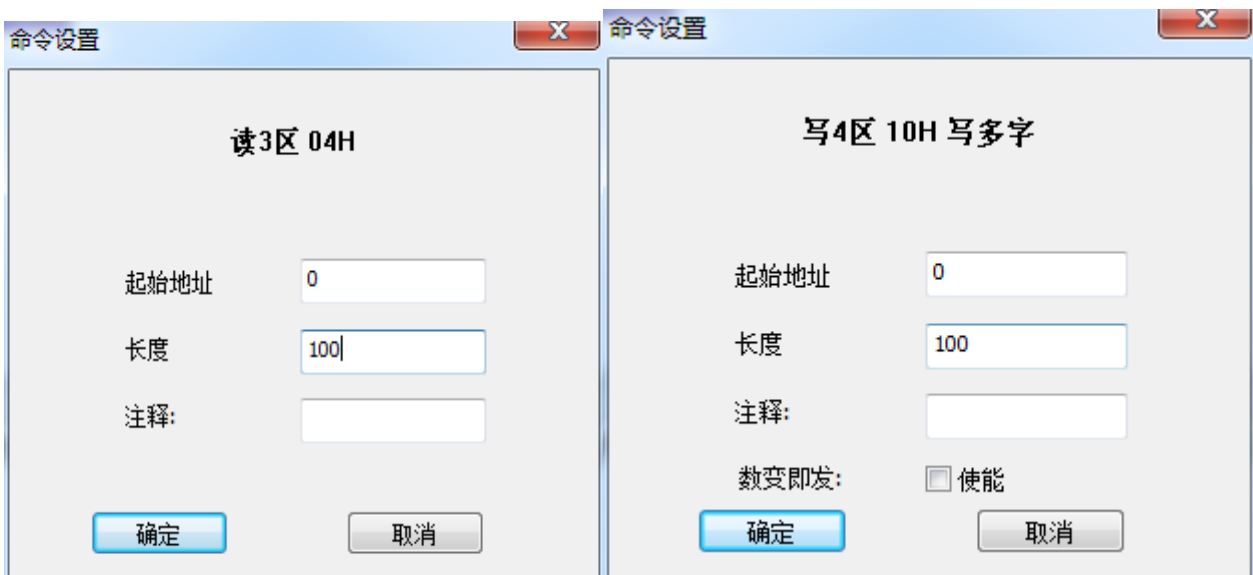 命令设置
读3区 04H
起始地址 0
长度 100
注释:
确定 取消
命令设置
写4区 10H 写多字
起始地址 0
长度 100
注释:
数变即发: 使能
确定 取消